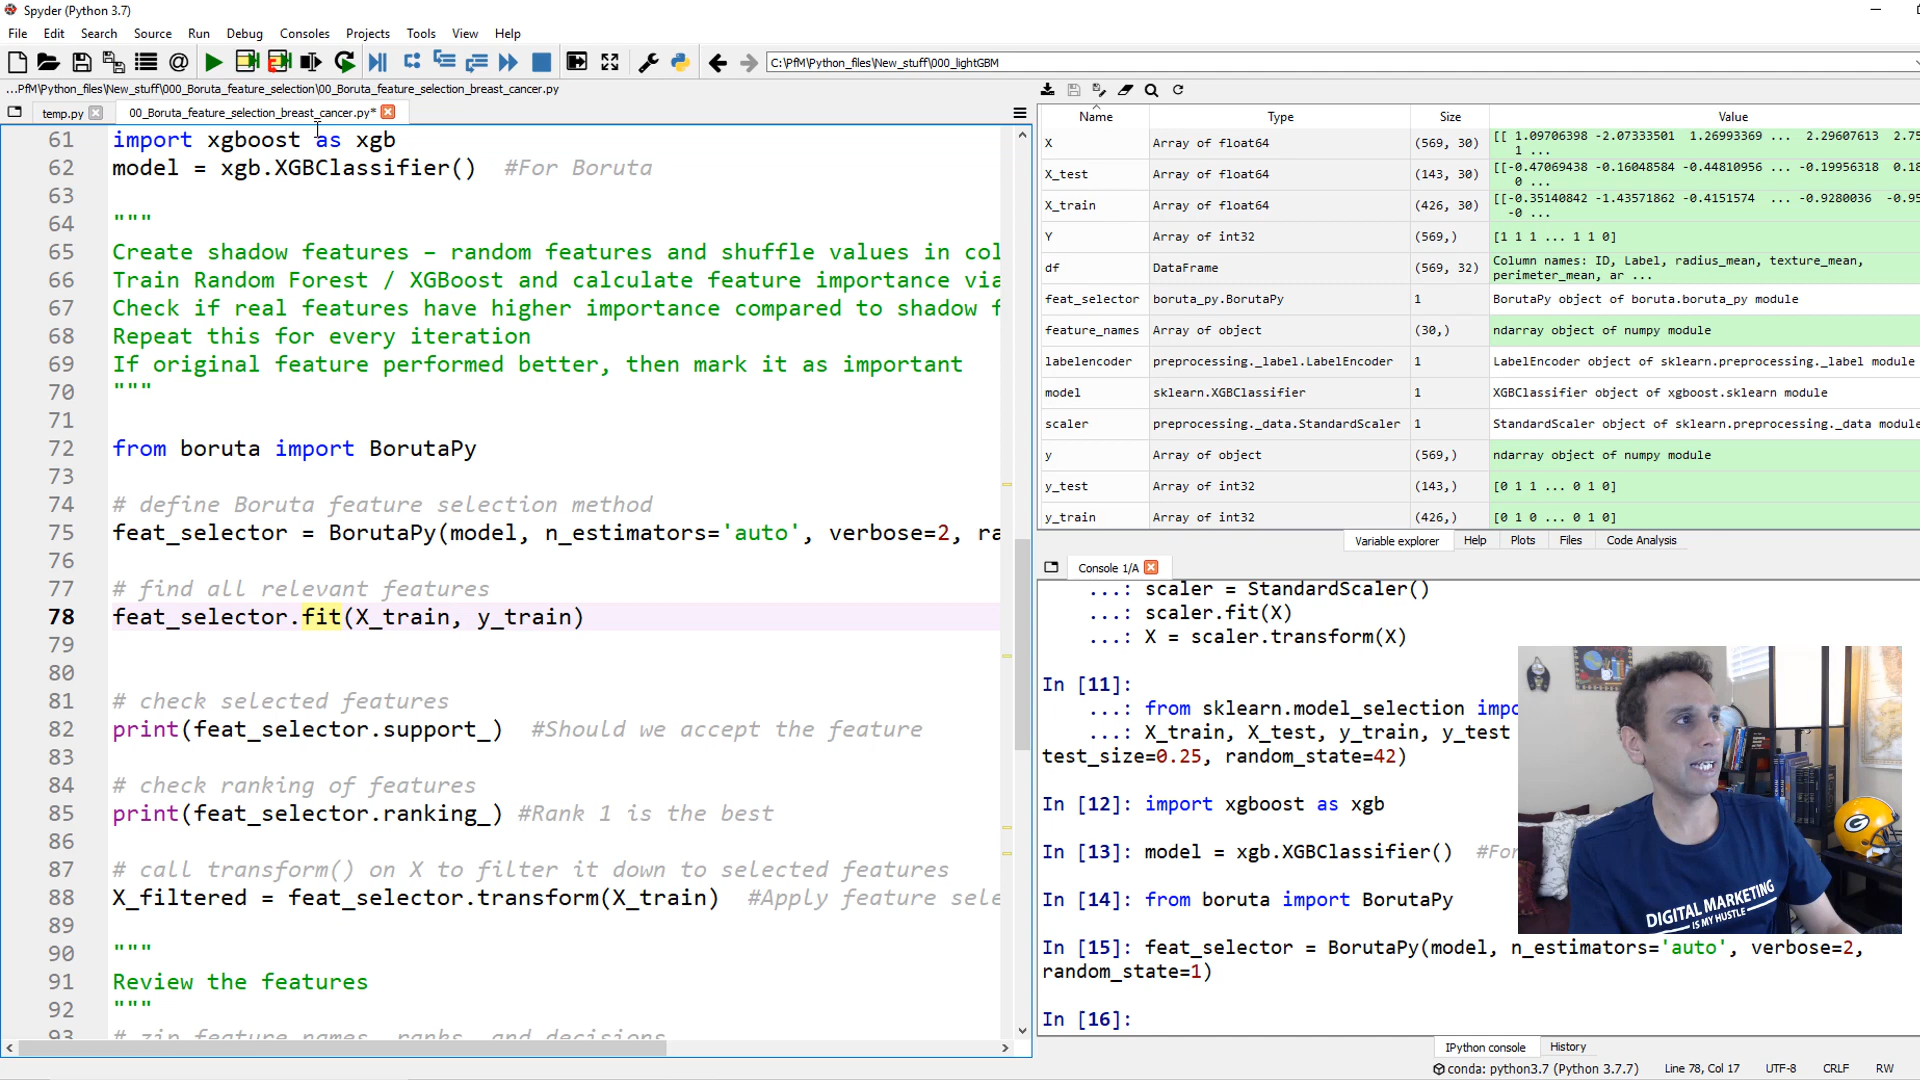 Spyder (Python 3.7)
File Edit Search Source Run Debug Consoles Projects Tools View Help
C:\PfM\Python_files\New_stuff\000_lightGBM
...PfM\Python_files\New_stuff\000_Boruta_feature_selection\00_Boruta_feature_selection_breast_cancer.py
temp.py
00_Boruta_feature_selection_breast_cancer.py*
61 import xgboost as xgb
62 model = xgb.XGBClassifier() #For Boruta
63
64 """
65 Create shadow features – random features and shuffle values in col
66 Train Random Forest / XGBoost and calculate feature importance via
67 Check if real features have higher importance compared to shadow f
68 Repeat this for every iteration
69 If original feature performed better, then mark it as important
70 """
71
72 from boruta import BorutaPy
73
74 # define Boruta feature selection method
75 feat_selector = BorutaPy(model, n_estimators='auto', verbose=2, ra
76
77 # find all relevant features
78 feat_selector.fit(X_train, y_train)
79
80
81 # check selected features
82 print(feat_selector.support_) #Should we accept the feature
83
84 # check ranking of features
85 print(feat_selector.ranking_) #Rank 1 is the best
86
87 # call transform() on X to filter it down to selected features
88 X_filtered = feat_selector.transform(X_train) #Apply feature sele
89
90 """
91 Review the features
92 """
93 # zip feature names, ranks, and decisions
Name Type Size Value
X Array of float64 (569, 30) [[ 1.09706398 -2.07333501 1.26993369 ... 2.29607613 2.75
1 ...
X_test Array of float64 (143, 30) [[-0.47069438 -0.16048584 -0.44810956 ... -0.19956318 0.18
0 ...
X_train Array of float64 (426, 30) [[-0.35140842 -1.43571862 -0.4151574 ... -0.9280036 -0.95
-0 ...
Y Array of int32 (569,) [1 1 1 ... 1 1 0]
df DataFrame (569, 32) Column names: ID, Label, radius_mean, texture_mean,
perimeter_mean, ar ...
feat_selector boruta_py.BorutaPy 1 BorutaPy object of boruta.boruta_py module
feature_names Array of object (30,) ndarray object of numpy module
labelencoder preprocessing._label.LabelEncoder 1 LabelEncoder object of sklearn.preprocessing._label module
model sklearn.XGBClassifier 1 XGBClassifier object of xgboost.sklearn module
scaler preprocessing._data.StandardScaler 1 StandardScaler object of sklearn.preprocessing._data module
y Array of object (569,) ndarray object of numpy module
y_test Array of int32 (143,) [0 1 1 ... 0 1 0]
y_train Array of int32 (426,) [0 1 0 ... 0 1 0]
Variable explorer Help Plots Files Code Analysis
Console 1/A
...: scaler = StandardScaler()
...: scaler.fit(X)
...: X = scaler.transform(X)
In [11]:
...: from sklearn.model_selection impo
...: X_train, X_test, y_train, y_test
test_size=0.25, random_state=42)
In [12]: import xgboost as xgb
In [13]: model = xgb.XGBClassifier() #For
In [14]: from boruta import BorutaPy
In [15]: feat_selector = BorutaPy(model, n_estimators='auto', verbose=2,
random_state=1)
In [16]:
DIGITAL MARKETING
IS MY HUSTLE
G
IPython console History
conda: python3.7 (Python 3.7.7) Line 78, Col 17 UTF-8 CRLF RW